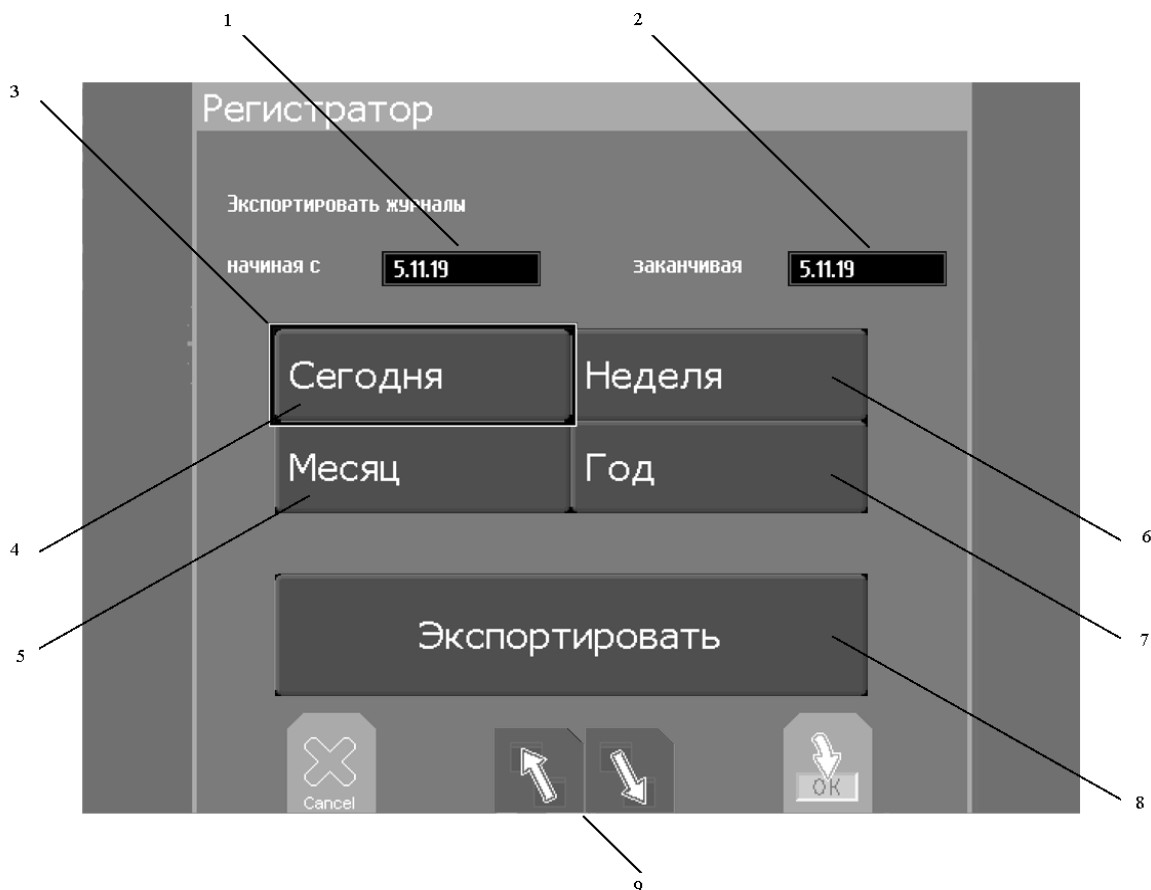 1
2
3
Регистратор
Экспортировать журналы
начиная с 5.11.19 заканчивая 5.11.19
Сегодня Неделя
Месяц Год
4
6
5
7
Экспортировать
8
Cancel
OK
9